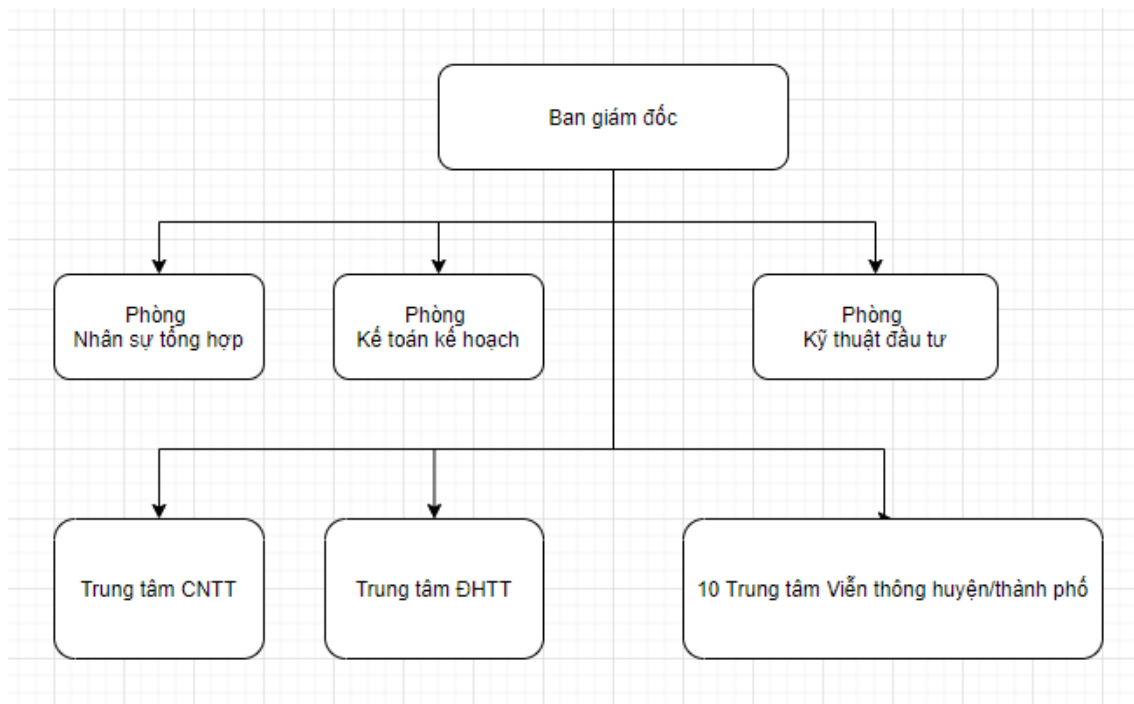 Ban giám đốc
Phòng
Nhân sự tổng hợp
Phòng
Kế toán kế hoạch
Phòng
Kỹ thuật đầu tư
Trung tâm CNTT
Trung tâm ĐHTT
10 Trung tâm Viễn thông huyện/thành phố